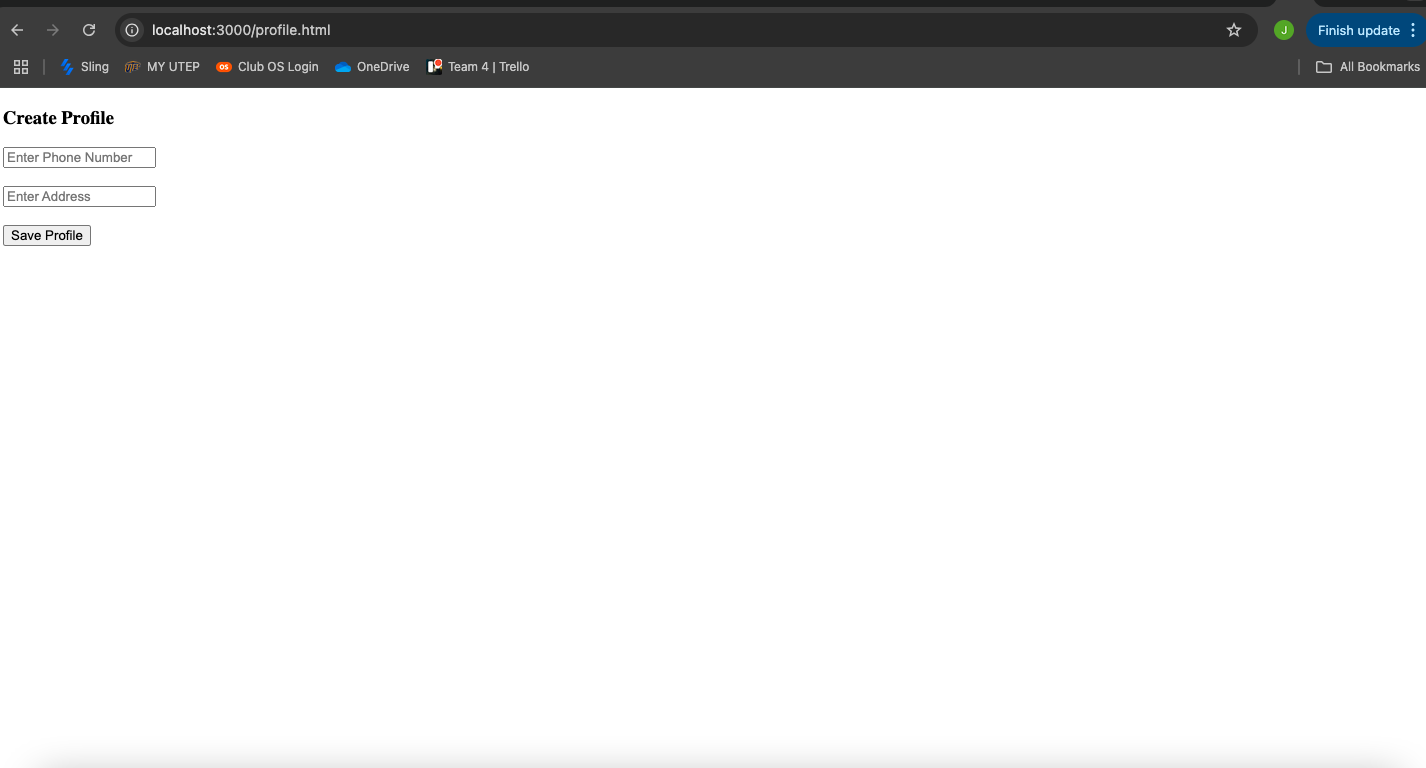 localhost:3000/profile.html
J
Finish update
Sling
UTEP
MY UTEP
OS
Club OS Login
OneDrive
Team 4 | Trello
All Bookmarks
Create Profile
Enter Phone Number
Enter Address
Save Profile